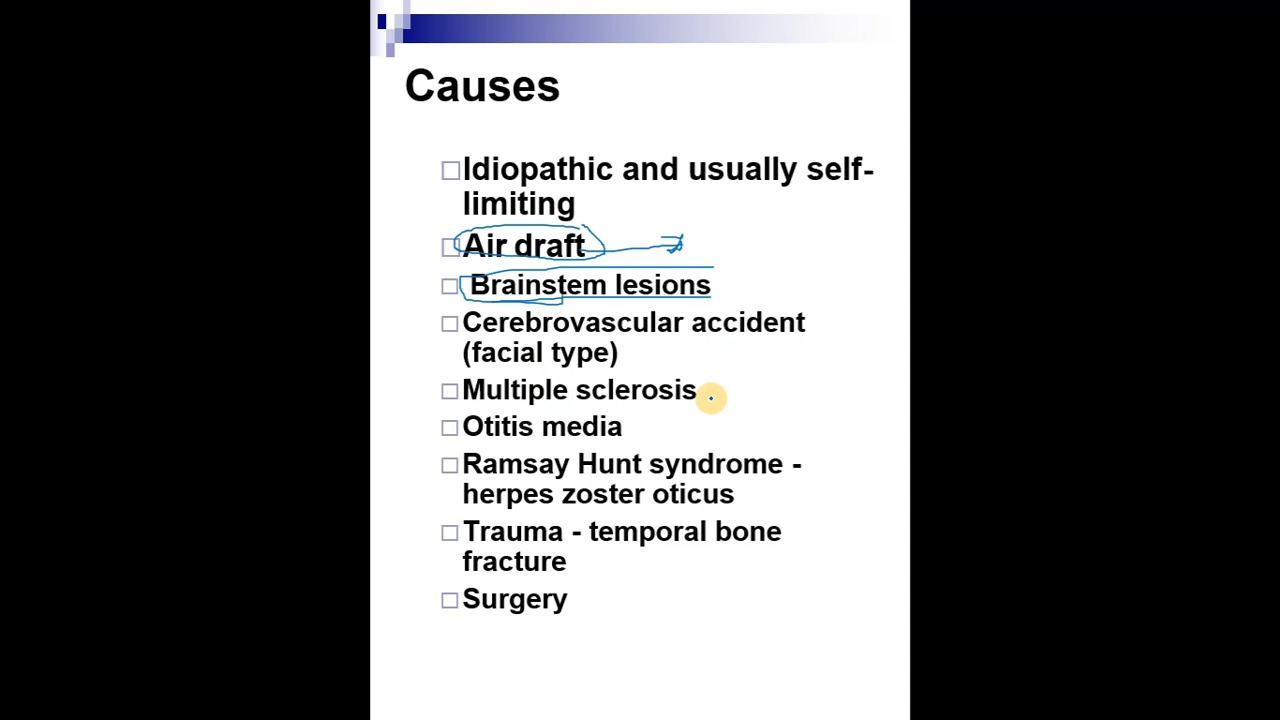 Causes
Idiopathic and usually self-
limiting
Air draft
Brainstem lesions
Cerebrovascular accident
(facial type)
Multiple sclerosis
Otitis media
Ramsay Hunt syndrome -
herpes zoster oticus
Trauma - temporal bone
fracture
Surgery